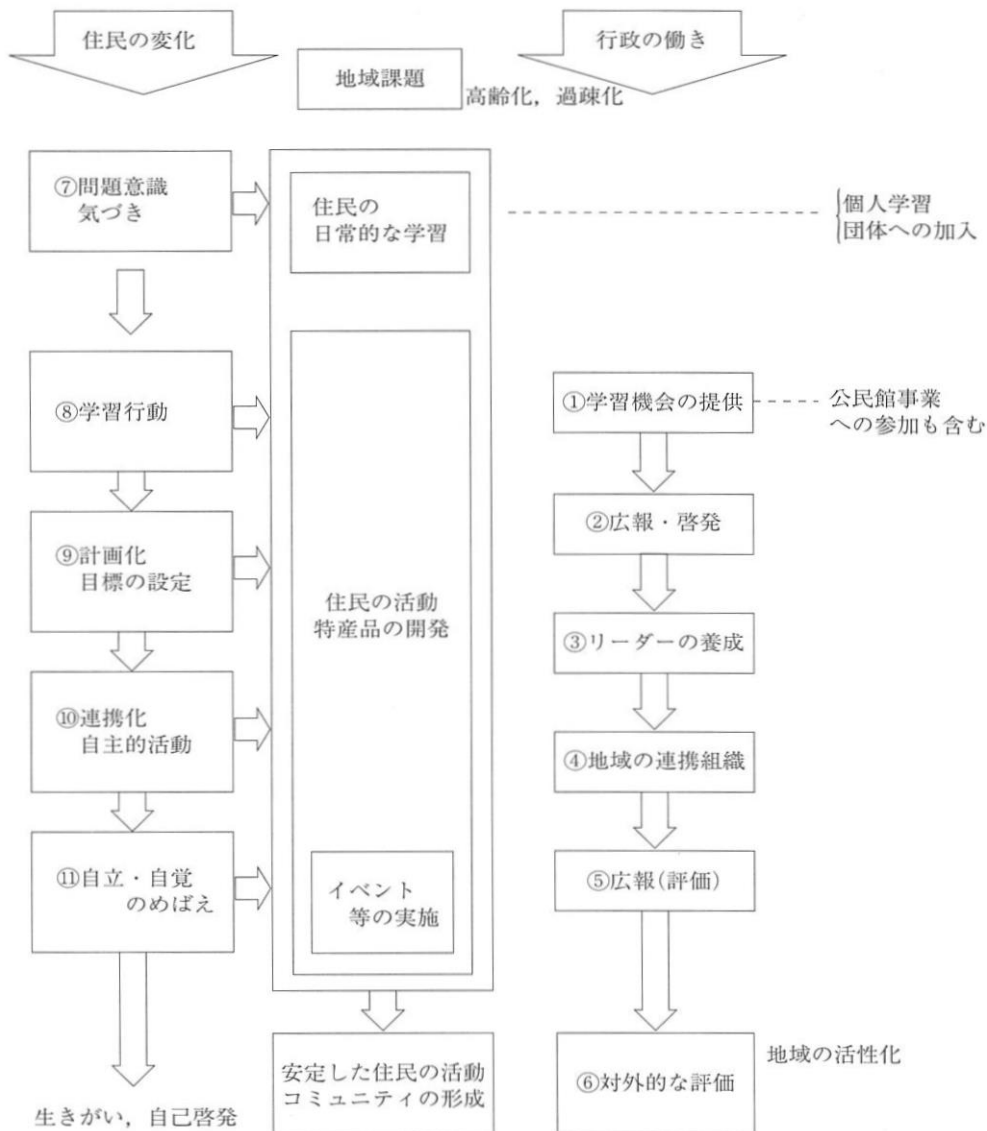 住民の変化
行政の働き
地域課題
高齢化，過疎化
⑦問題意識
気づき
住民の
日常的な学習
個人学習
団体への加入
⑧学習行動
①学習機会の提供
公民館事業
への参加も含む
②広報・啓発
⑨計画化
目標の設定
住民の活動
特産品の開発
③リーダーの養成
⑩連携化
自主的活動
④地域の連携組織
⑪自立・自覚
のめばえ
イベント
等の実施
⑤広報(評価)
安定した住民の活動
コミュニティの形成
地域の活性化
⑥対外的な評価
生きがい，自己啓発